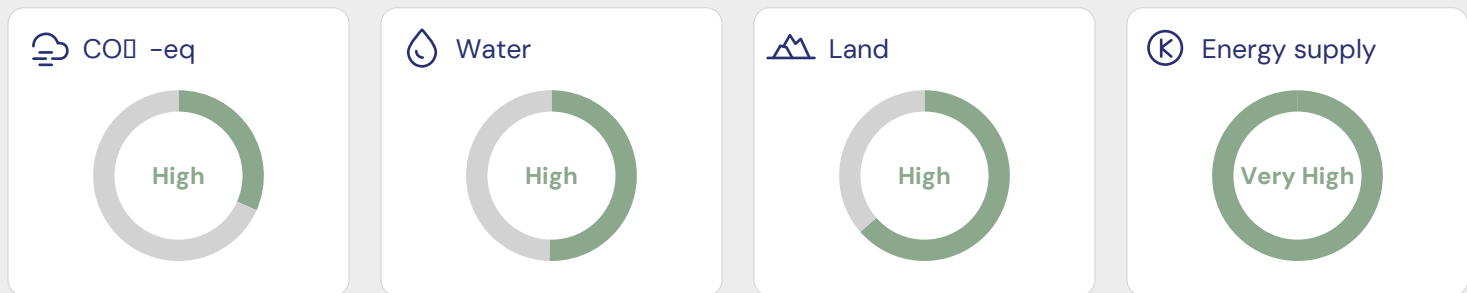 CO▯ -eq
Water
Land
Energy supply
High
High
High
Very High